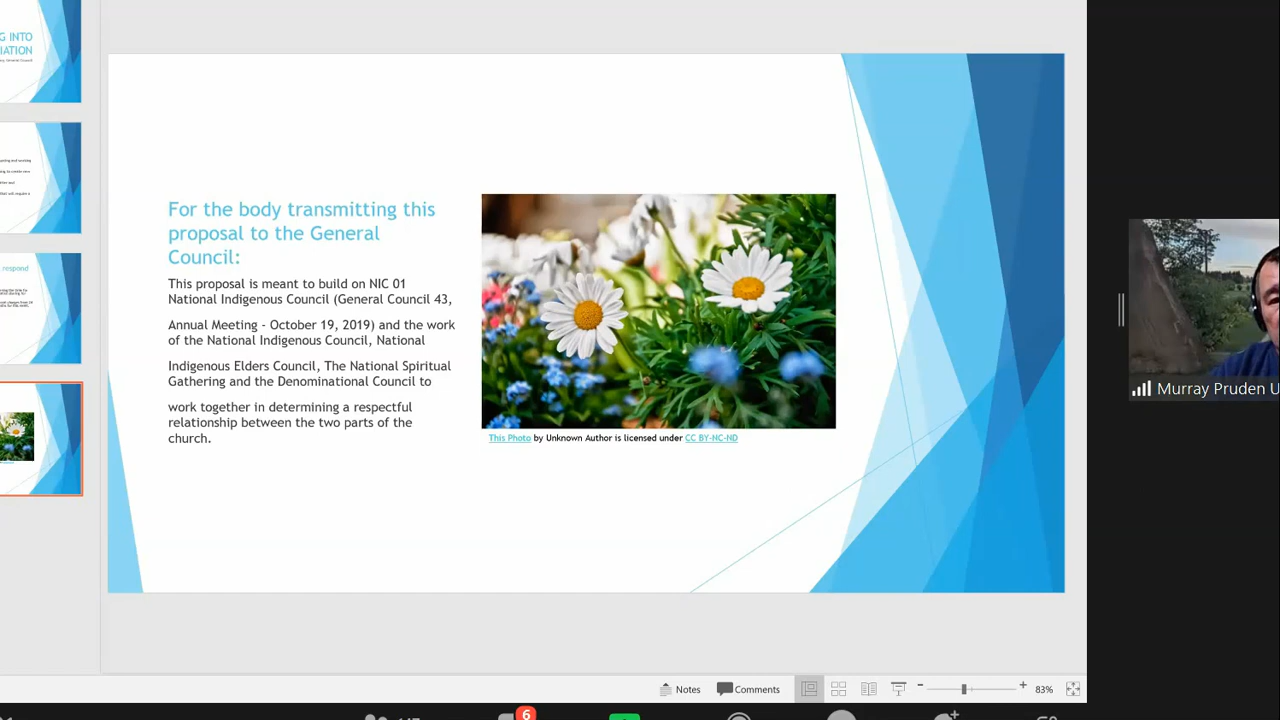 G INTO
IATION
For the body transmitting this
proposal to the General
Council:
This proposal is meant to build on NIC 01
National Indigenous Council (General Council 43,
Annual Meeting - October 19, 2019) and the work
of the National Indigenous Council, National
Indigenous Elders Council, The National Spiritual
Gathering and the Denominational Council to
work together in determining a respectful
relationship between the two parts of the
church.
This Photo by Unknown Author is licensed under CC BY-NC-ND
respond
Murray Pruden U
Notes
Comments
83%
6